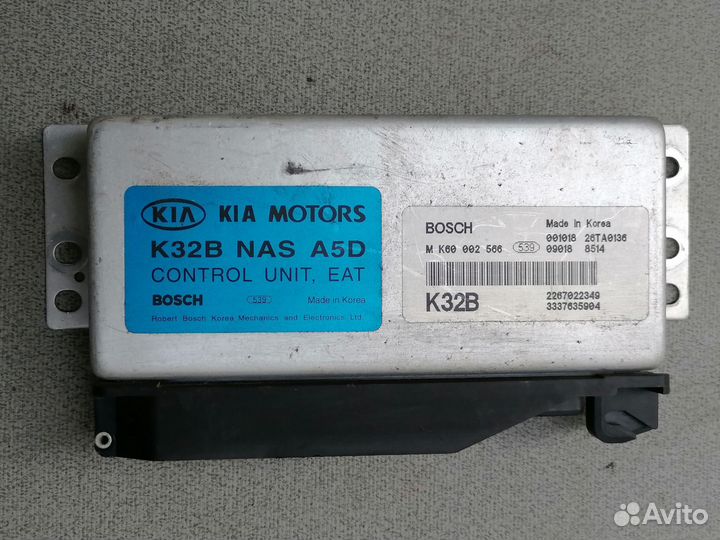 KIA KIA MOTORS
K32B NAS A5D
CONTROL UNIT, EAT
BOSCH 539 Made in Korea
Robert Bosch Korea Mechanics and Electronics Ltd.
BOSCH Made in Korea
001018 26TA0136
M K60 002 566 539 09018 8514
K32B 2267022349
3337635904
Avito